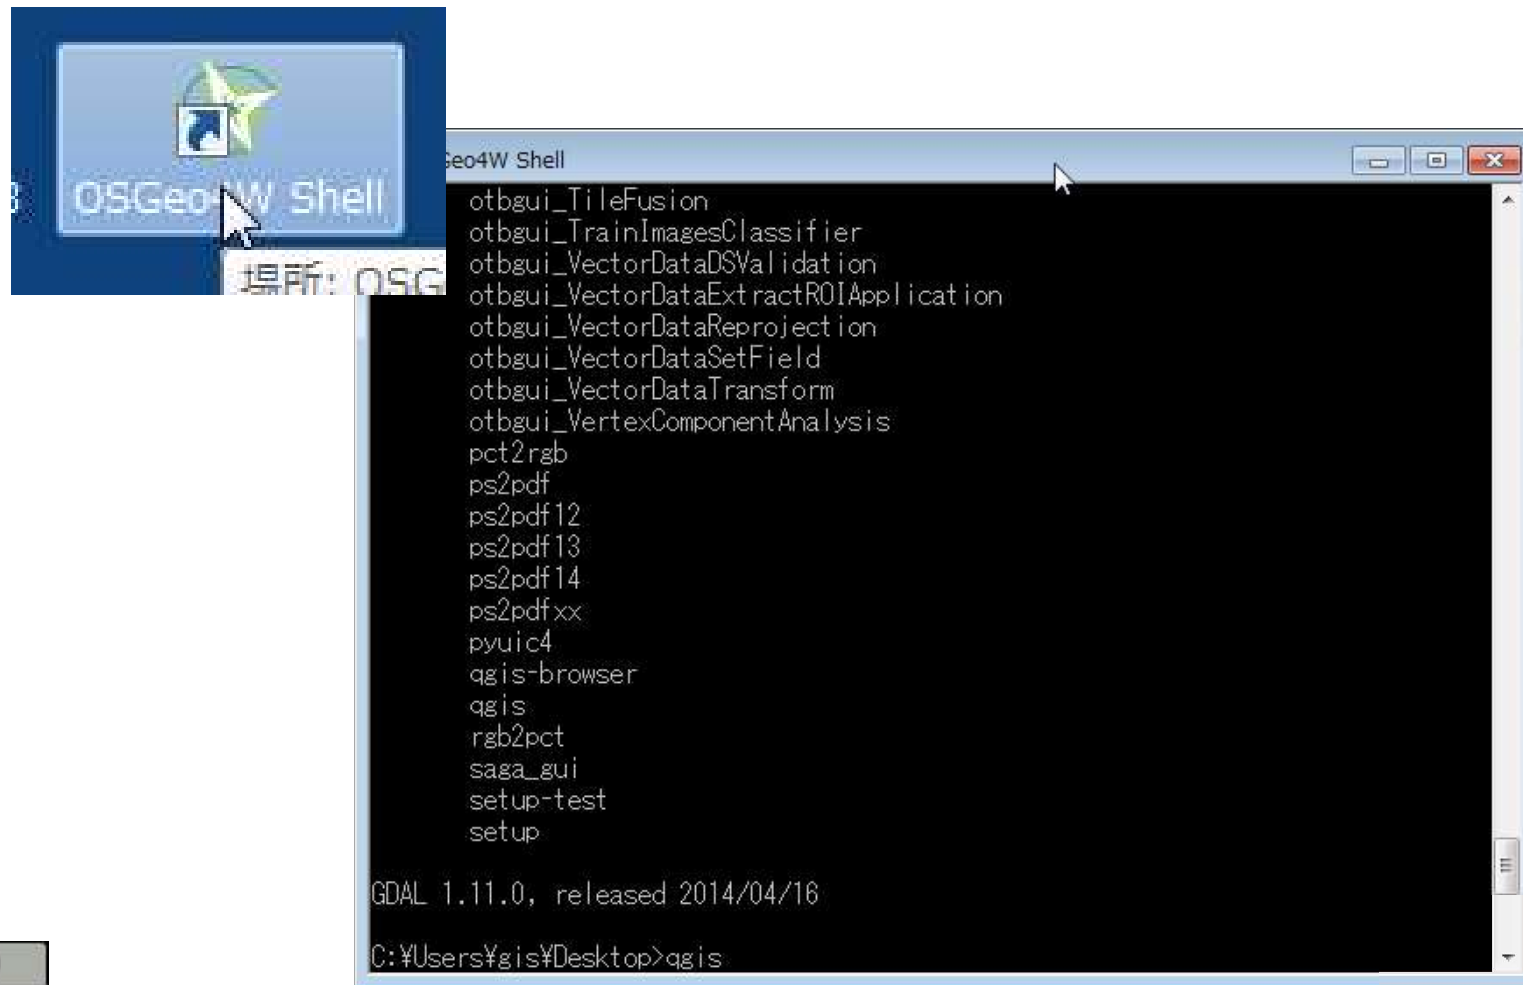 OSGeo4W Shell
場所: OSG
Geo4W Shell
otbgui_TileFusion
otbgui_TrainImagesClassifier
otbgui_VectorDataDSValidation
otbgui_VectorDataExtractROIApplication
otbgui_VectorDataReprojection
otbgui_VectorDataSetField
otbgui_VectorDataTransform
otbgui_VertexComponentAnalysis
pct2rgb
ps2pdf
ps2pdf12
ps2pdf13
ps2pdf14
ps2pdfxx
pyuic4
qgis-browser
qgis
rgb2pct
saga_gui
setup-test
setup
GDAL 1.11.0, released 2014/04/16
C:¥Users¥gis¥Desktop>qgis